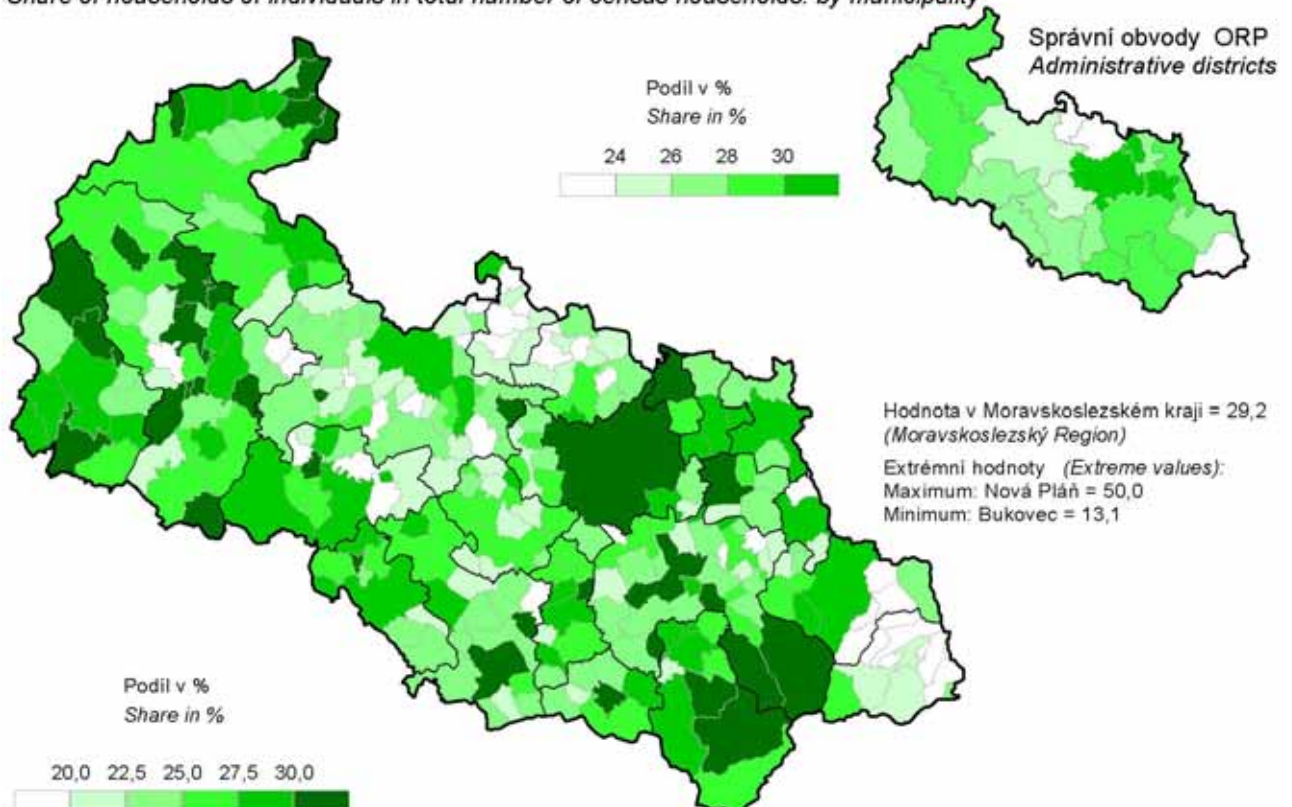 Share of households of individuals in total number of census households: by municipality
Správní obvody ORP
Administrative districts
Podíl v %
Share in %
24 26 28 30
Hodnota v Moravskoslezském kraji = 29,2
(Moravskoslezský Region)
Extrémní hodnoty (Extreme values):
Maximum: Nová Pláň = 50,0
Minimum: Bukovec = 13,1
Podíl v %
Share in %
20,0 22,5 25,0 27,5 30,0